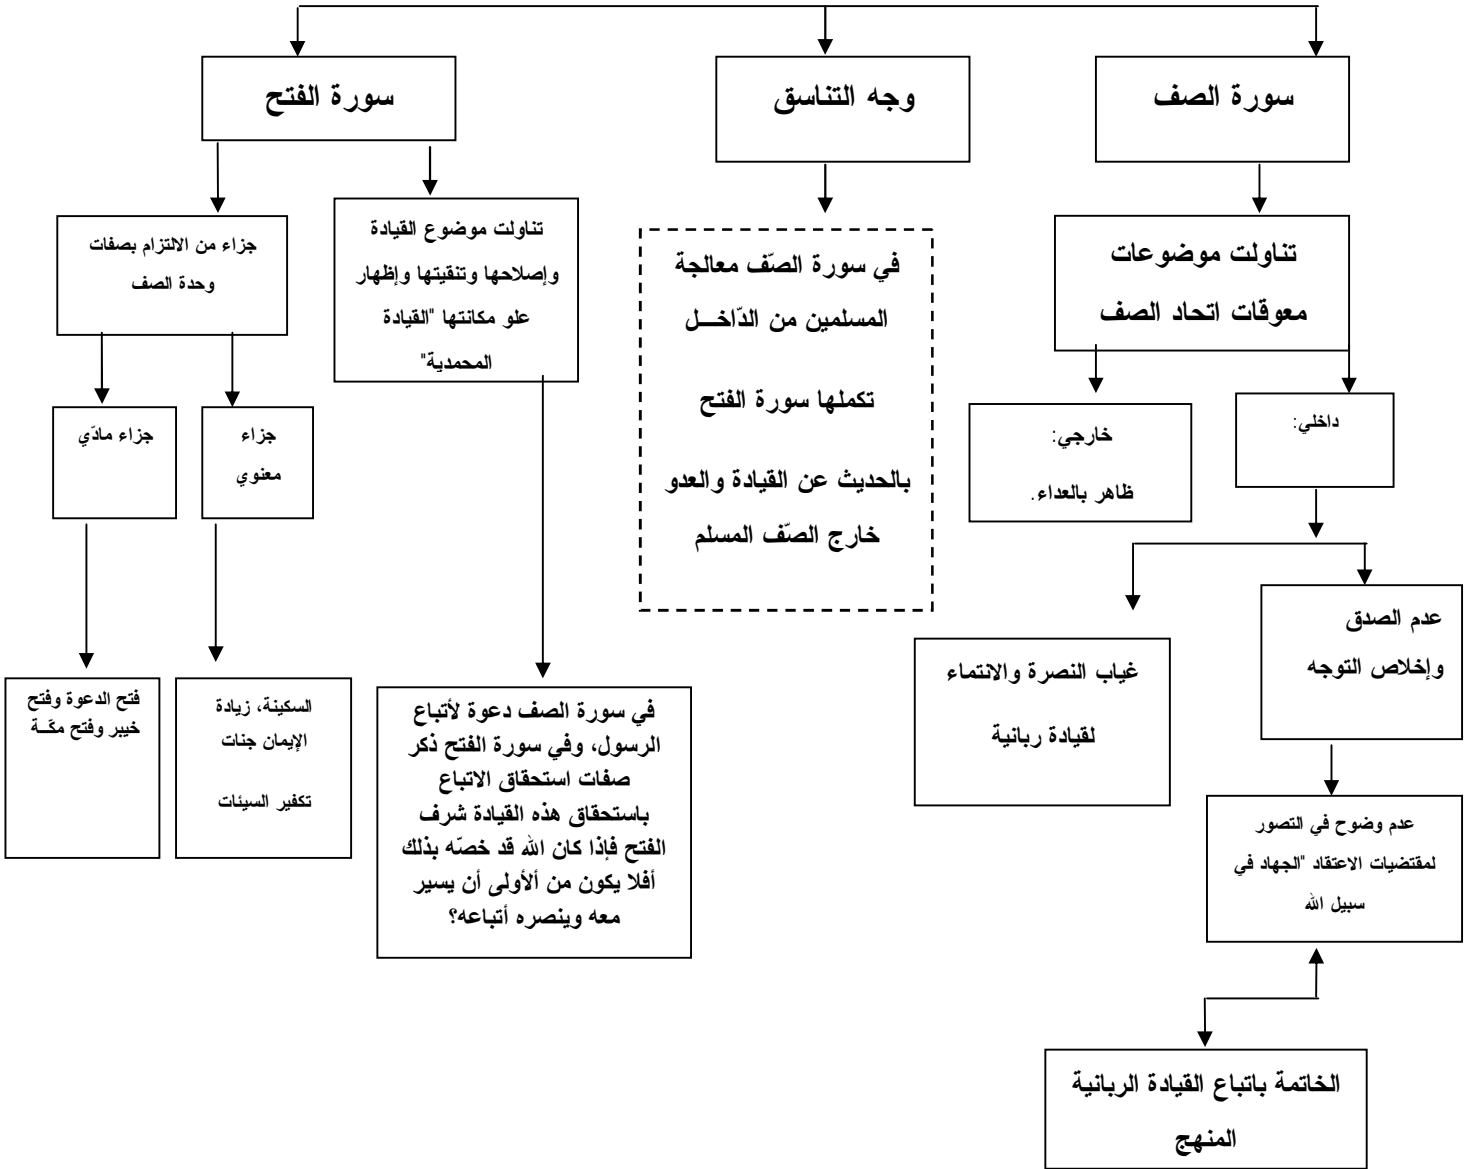 سورة الصف
وجه التناسق
سورة الفتح
تناولت موضوعات
معوقات اتحاد الصف
داخلي:
خارجي:
ظاهر بالعداء.
عدم الصدق
وإخلاص التوجه
غياب النصرة والانتماء
لقيادة ربانية
عدم وضوح في التصور
لمقتضيات الاعتقاد "الجهاد في
سبيل الله
الخاتمة باتباع القيادة الربانية
المنهج
في سورة الصّف معالجة
المسلمين من الدّاخــل
تكملها سورة الفتح
بالحديث عن القيادة والعدو
خارج الصّف المسلم
تناولت موضوع القيادة
وإصلاحها وتنقيتها وإظهار
علو مكانتها "القيادة
المحمدية"
في سورة الصف دعوة لأتباع
الرسول، وفي سورة الفتح ذكر
صفات استحقاق الاتباع
باستحقاق هذه القيادة شرف
الفتح فإذا كان الله قد خصّه بذلك
أفلا يكون من ألأولى أن يسير
معه وينصره أتباعه؟
جزاء من الالتزام بصفات
وحدة الصف
جزاء
معنوي
جزاء مادّي
السكينة، زيادة
الإيمان جنات
تكفير السيئات
فتح الدعوة وفتح
خيبر وفتح مكّــة